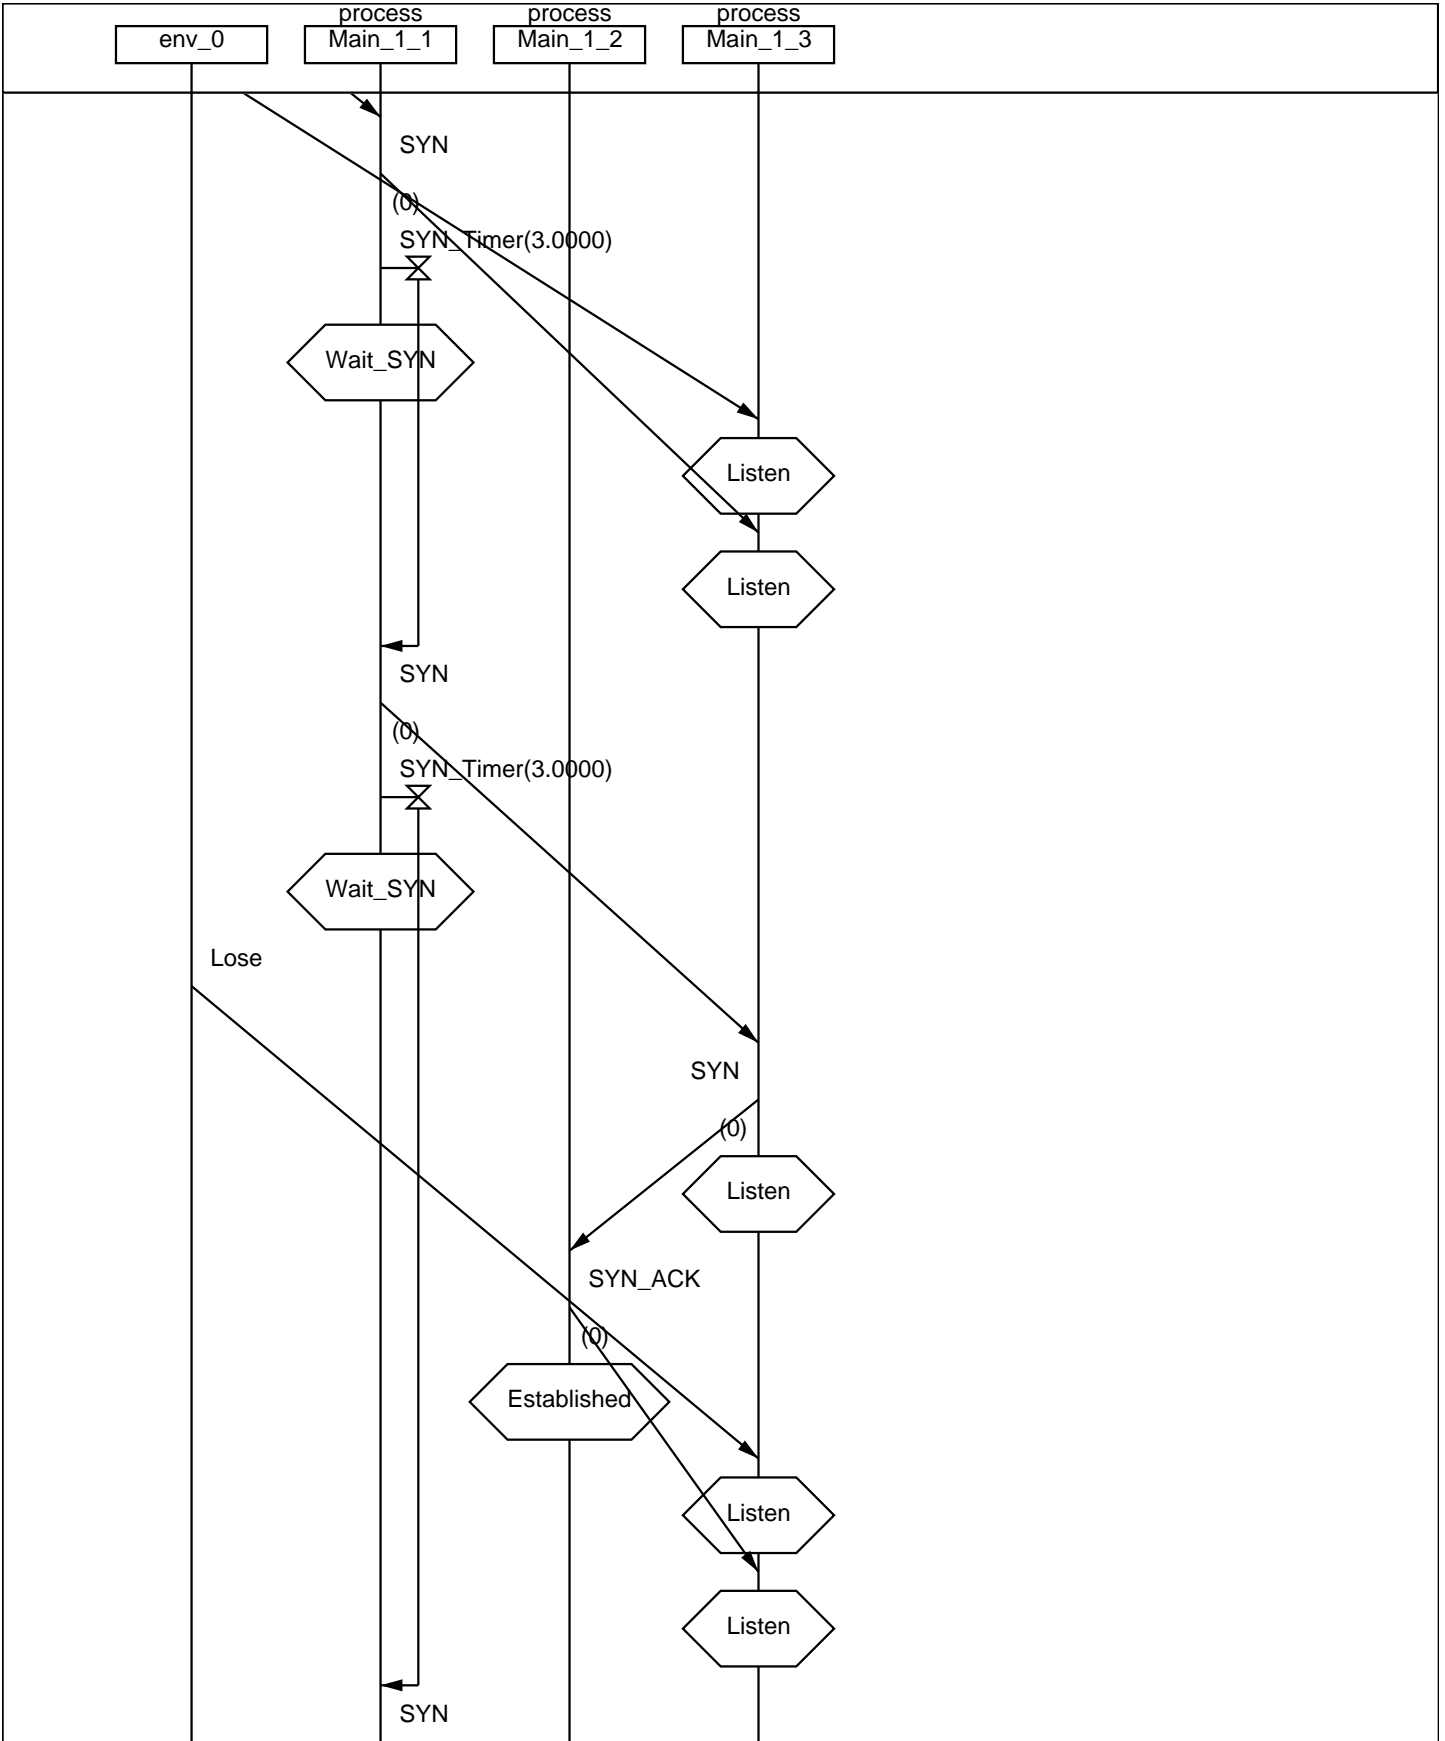 process process process
env_0 Main_1_1 Main_1_2 Main_1_3
SYN
(0)
SYN_Timer(3.0000)
Wait_SYN
Listen
Listen
SYN
(0)
SYN_Timer(3.0000)
Wait_SYN
Lose
SYN
(0)
Listen
SYN_ACK
(0)
Established
Listen
Listen
SYN